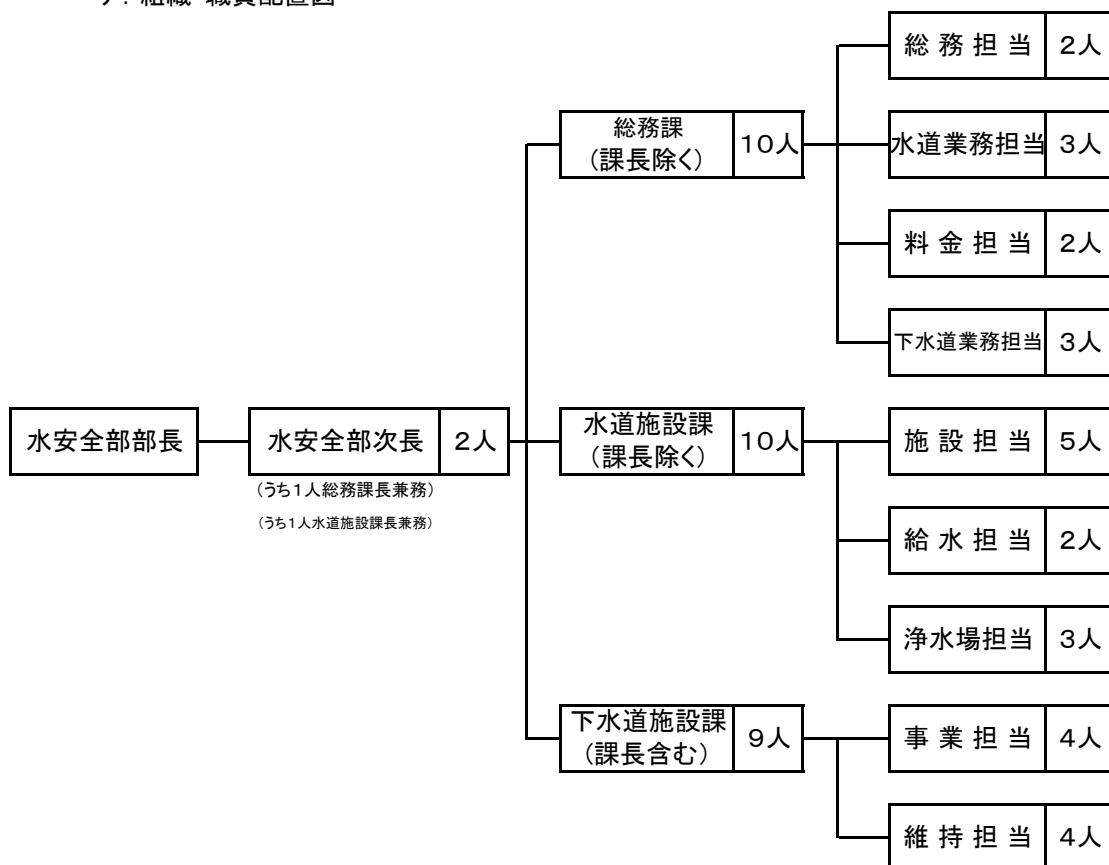 組織・職員配置図
総務担当 2人
総務課
(課長除く) 10人
水道業務担当 3人
料金担当 2人
下水道業務担当 3人
水安全部部長
水安全部次長 2人
(うち1人総務課長兼務)
(うち1人水道施設課長兼務)
水道施設課
(課長除く) 10人
施設担当 5人
給水担当 2人
浄水場担当 3人
下水道施設課
(課長含む) 9人
事業担当 4人
維持担当 4人